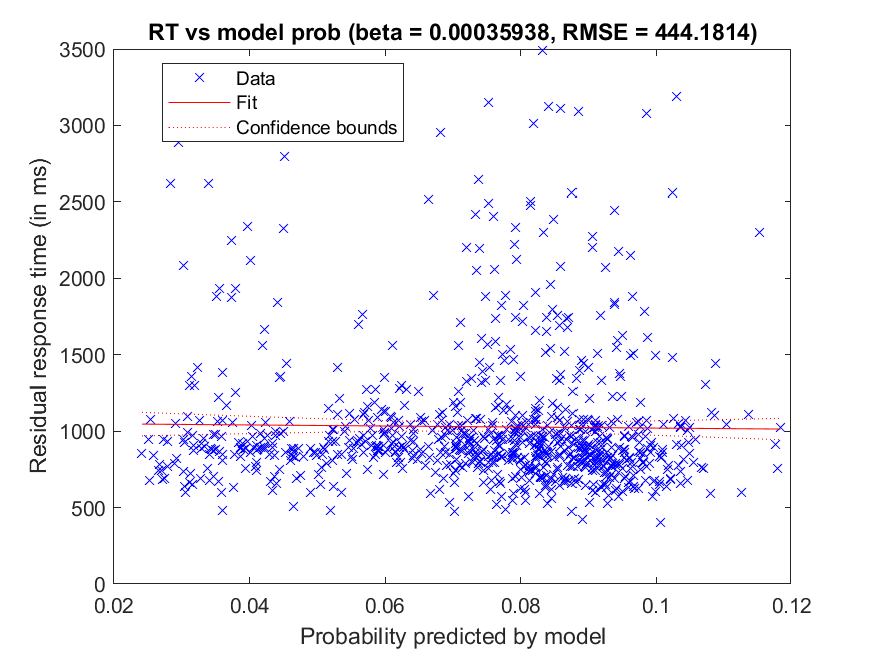 RT vs model prob (beta = 0.00035938, RMSE = 444.1814)
Data
Fit
Confidence bounds
Residual response time (in ms)
3500
3000
2500
2000
1500
1000
500
0
0.02 0.04 0.06 0.08 0.1 0.12
Probability predicted by model